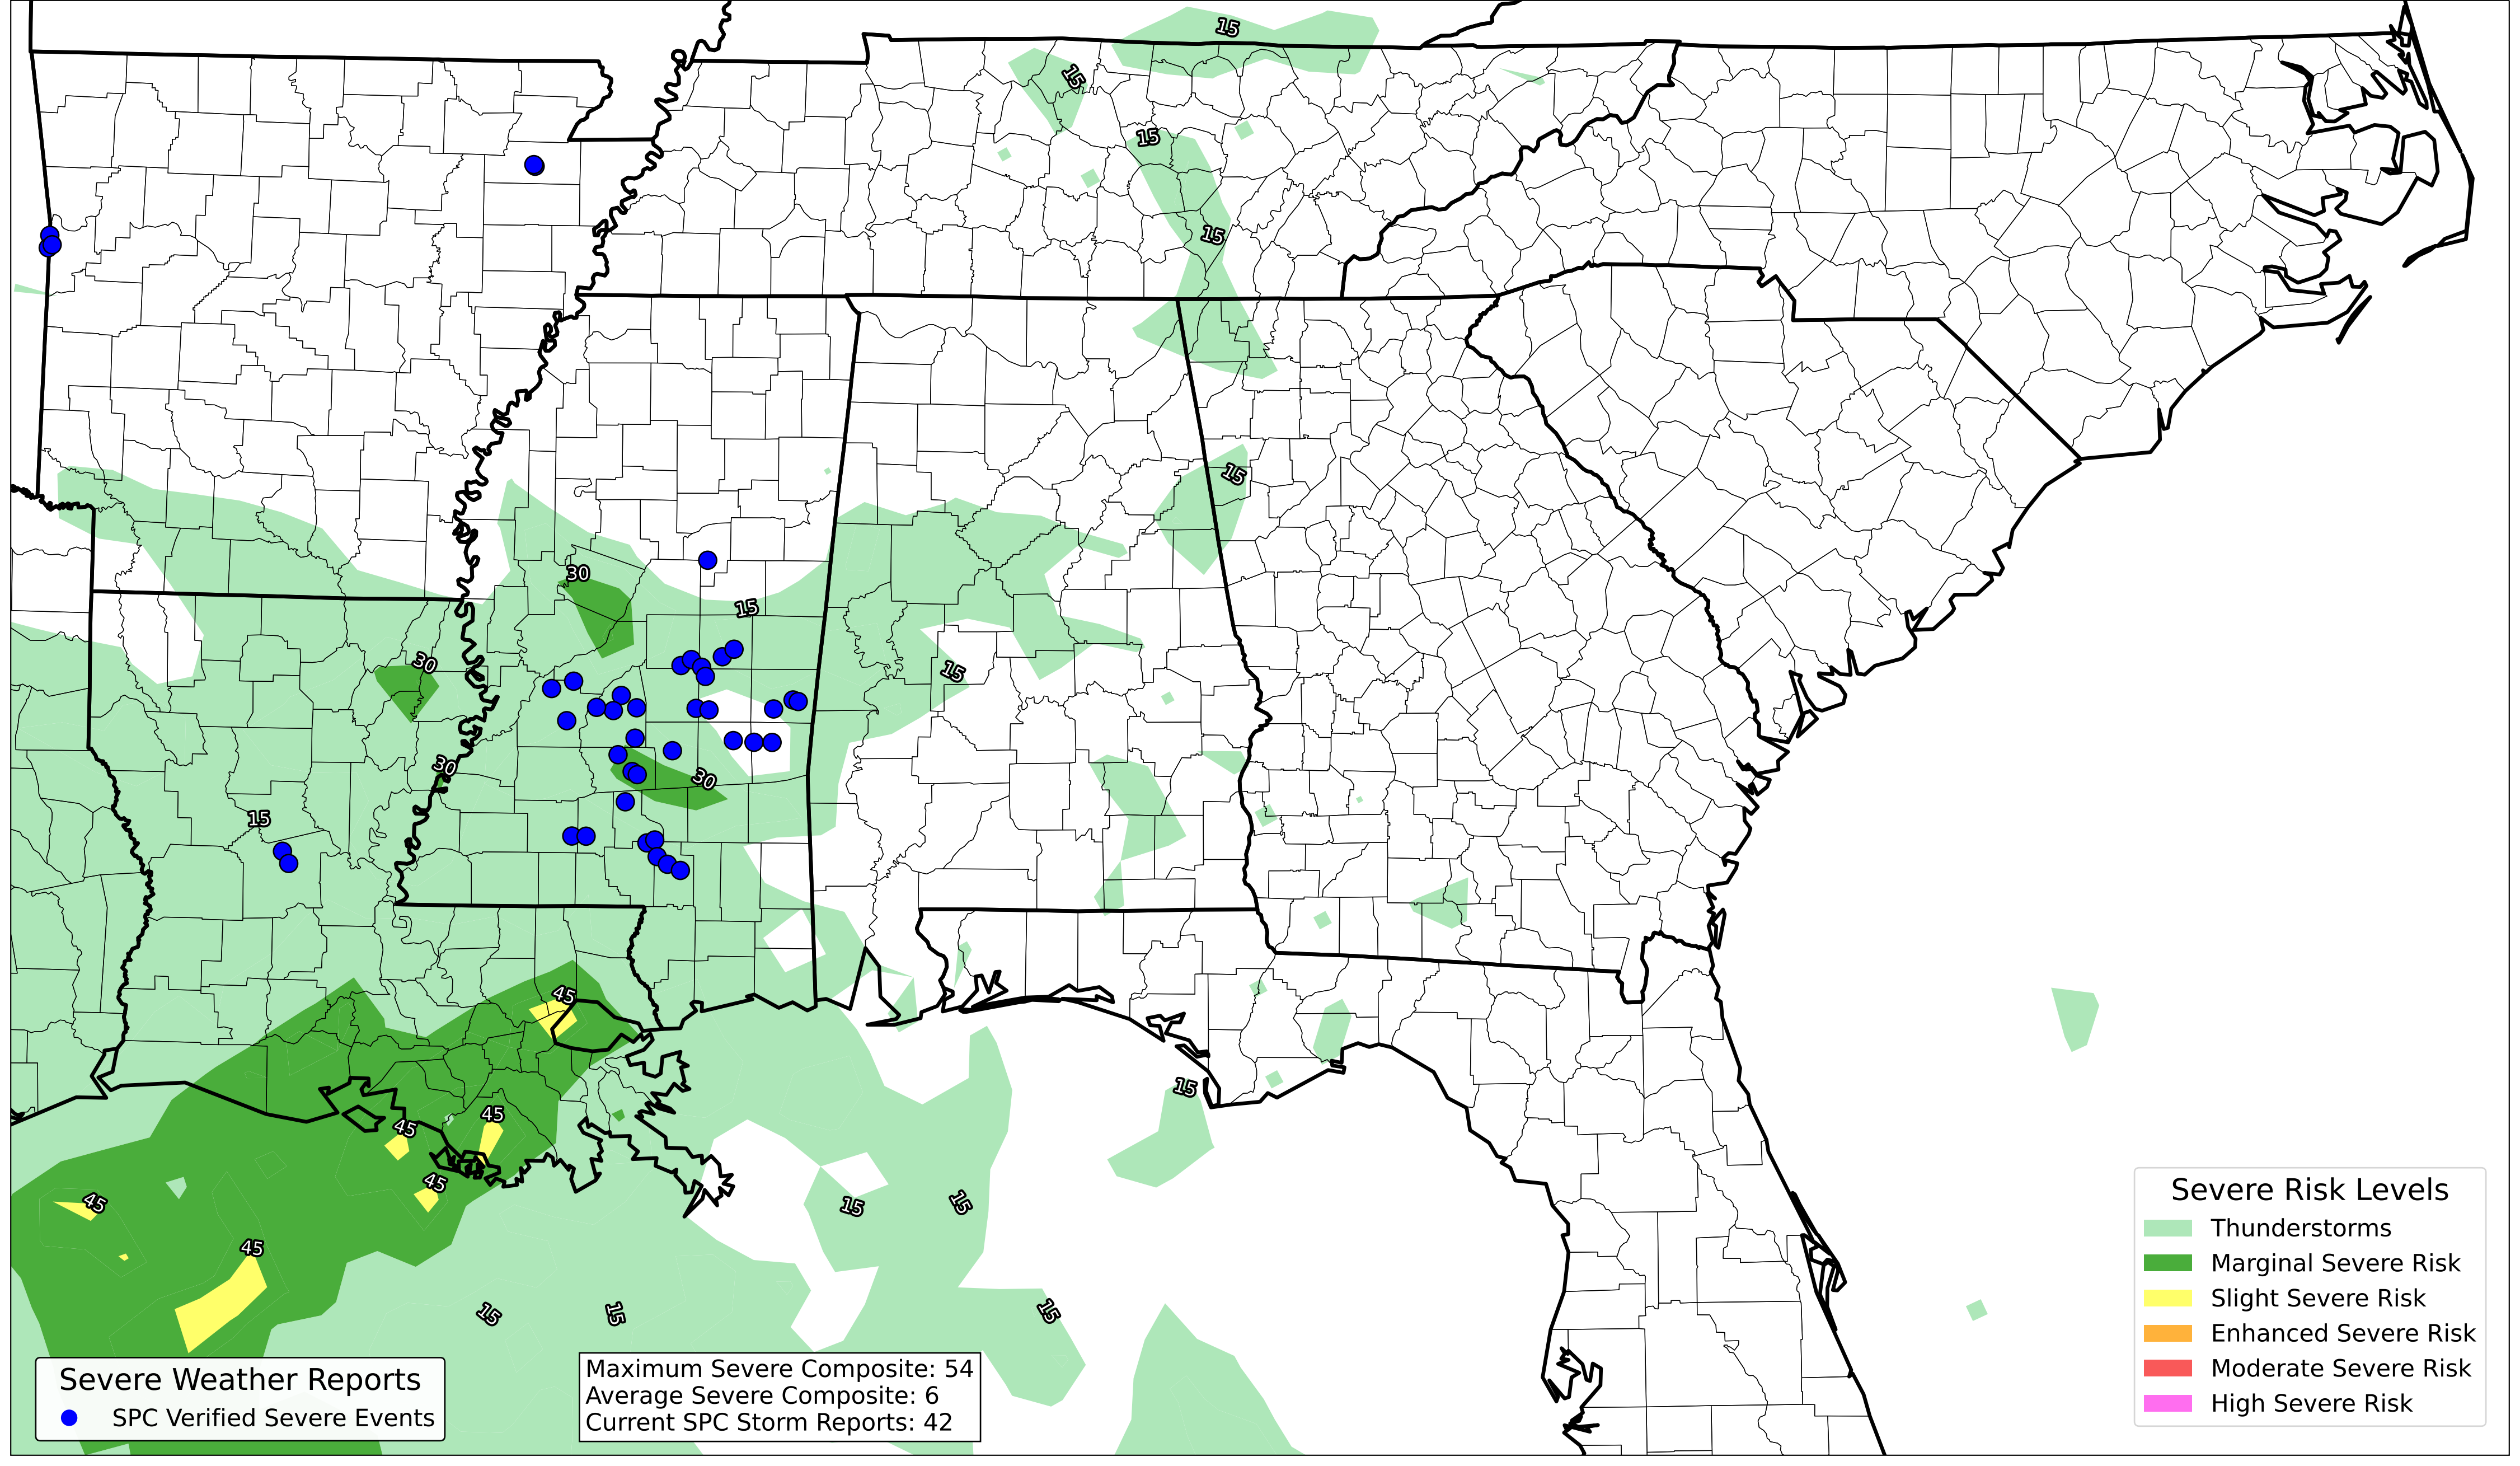 15
15
15
15
15
30
15
30
15
30
30
15
45
15
45
45
45
45
15
15
45
15
15
15
Severe Weather Reports
SPC Verified Severe Events
Maximum Severe Composite: 54
Average Severe Composite: 6
Current SPC Storm Reports: 42
Severe Risk Levels
Thunderstorms
Marginal Severe Risk
Slight Severe Risk
Enhanced Severe Risk
Moderate Severe Risk
High Severe Risk